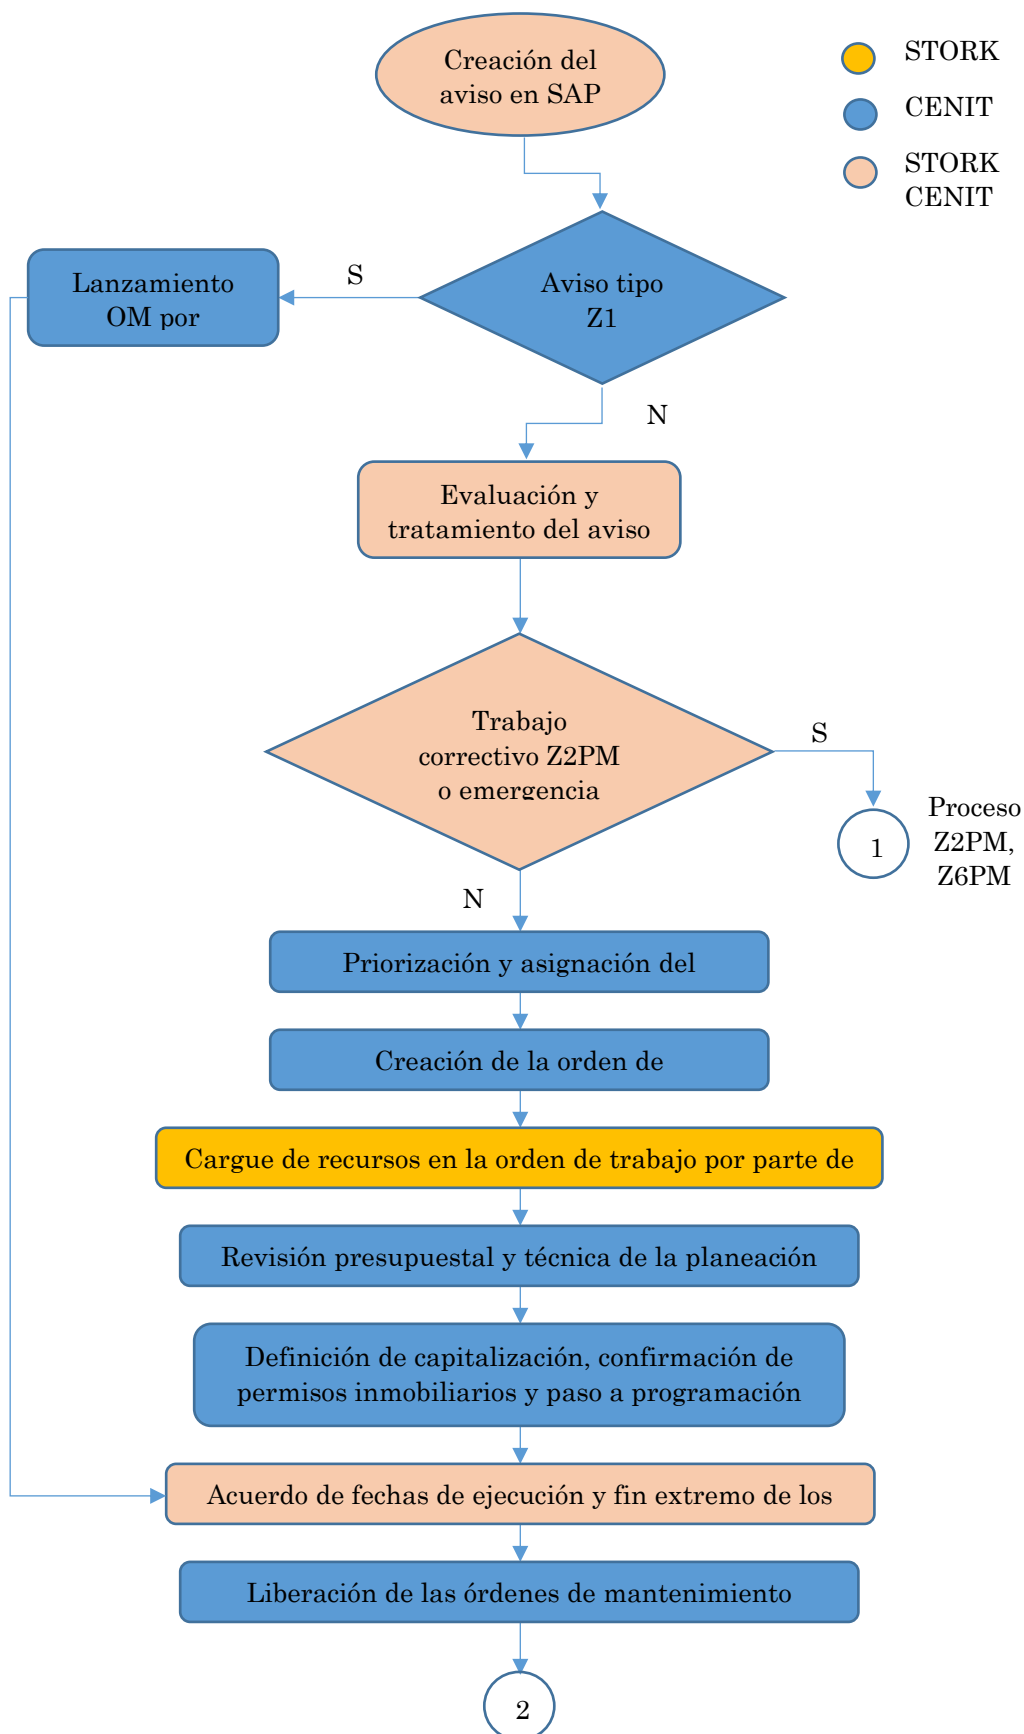 Creación del
aviso en SAP
STORK
CENIT
STORK
CENIT
Lanzamiento
OM por
S
Aviso tipo
Z1
N
Evaluación y
tratamiento del aviso
Trabajo
correctivo Z2PM
o emergencia
S
1
Proceso
Z2PM,
Z6PM
N
Priorización y asignación del
Creación de la orden de
Cargue de recursos en la orden de trabajo por parte de
Revisión presupuestal y técnica de la planeación
Definición de capitalización, confirmación de
permisos inmobiliarios y paso a programación
Acuerdo de fechas de ejecución y fin extremo de los
Liberación de las órdenes de mantenimiento
2